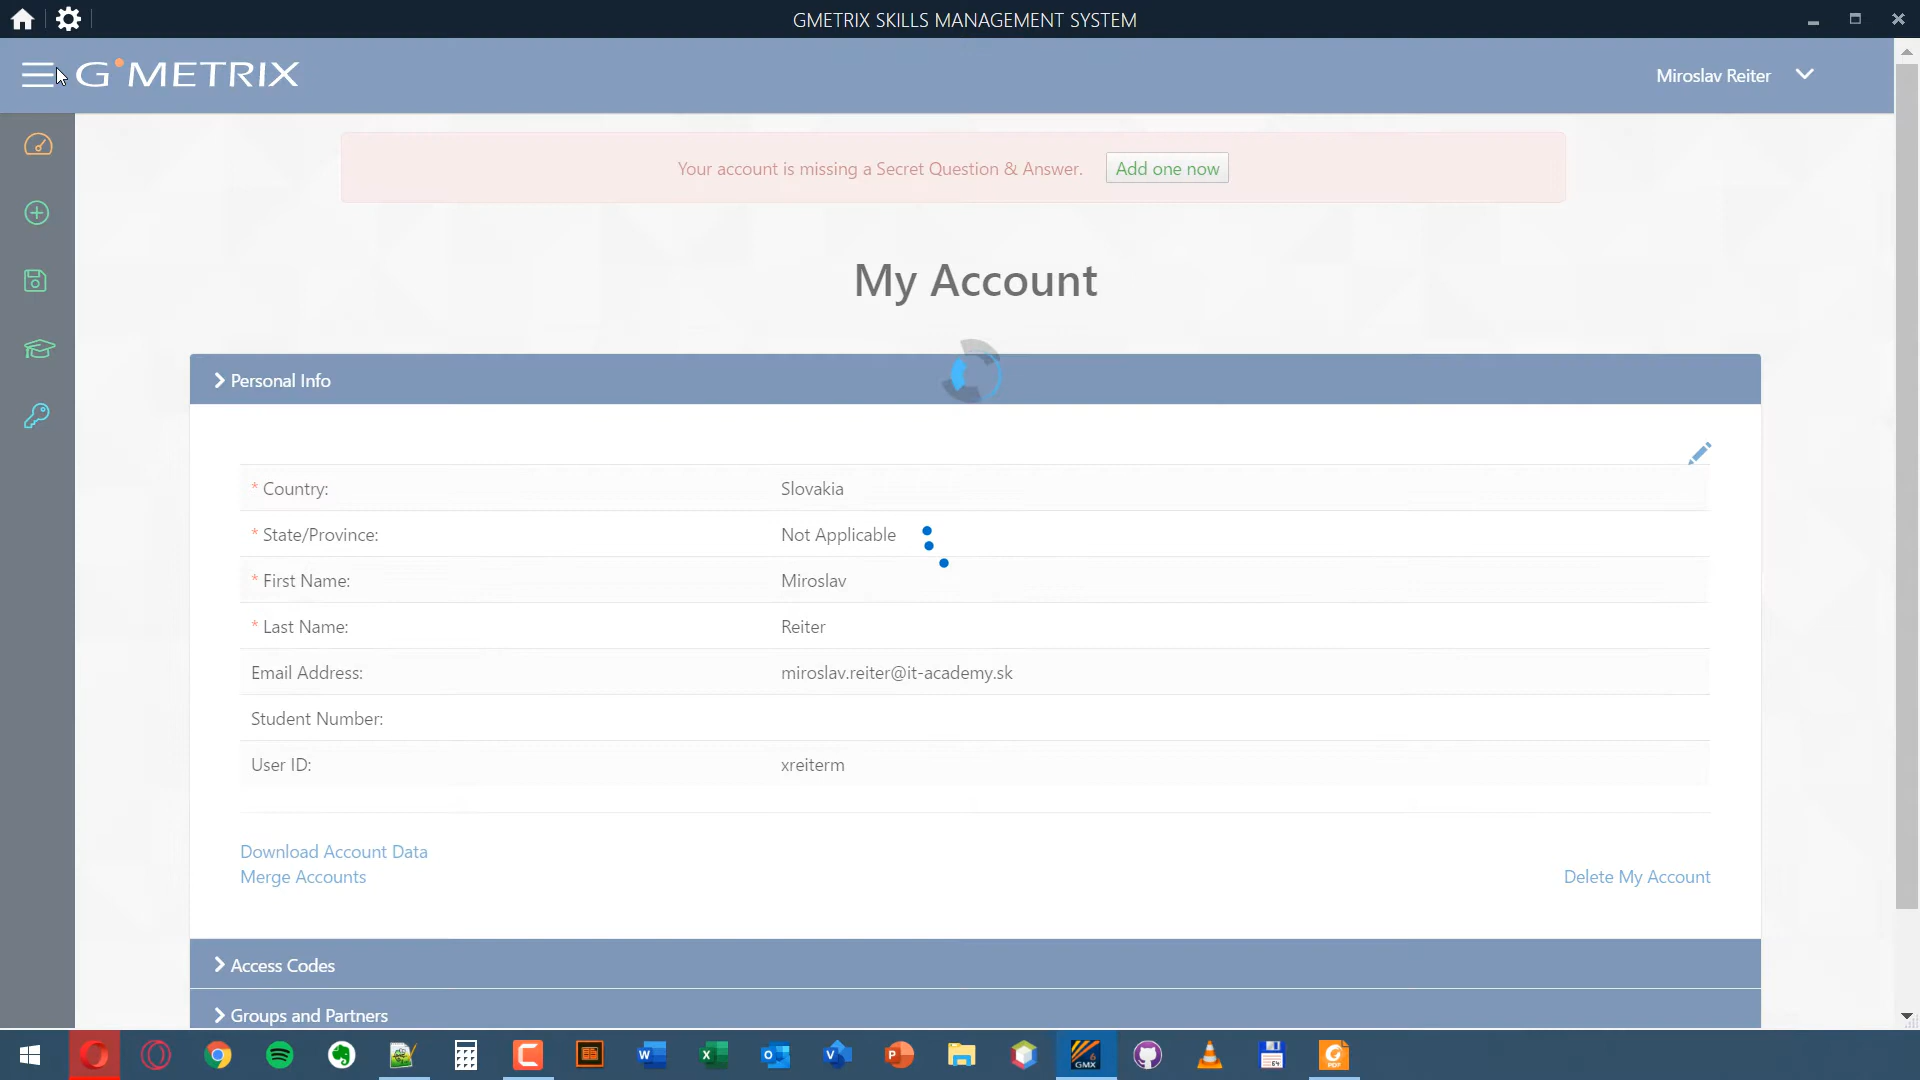 GMETRIX SKILLS MANAGEMENT SYSTEM
GMETRIX
Miroslav Reiter
Your account is missing a Secret Question & Answer.
Add one now
My Account
Personal Info
* Country: Slovakia
* State/Province: Not Applicable
* First Name: Miroslav
* Last Name: Reiter
Email Address: miroslav.reiter@it-academy.sk
Student Number:
User ID: xreiterm
Download Account Data
Merge Accounts
Delete My Account
Access Codes
Groups and Partners